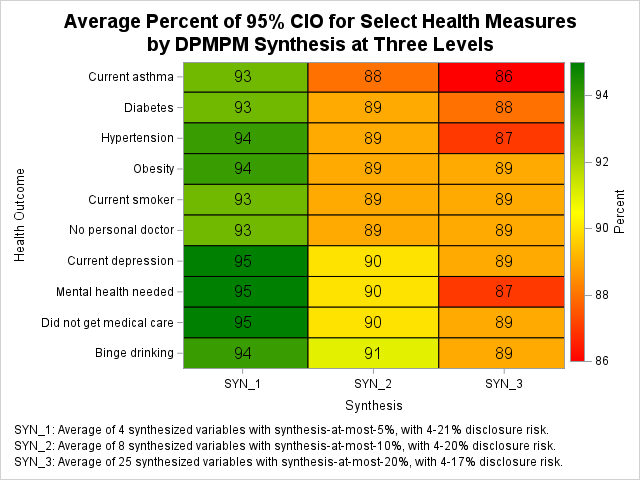 Average Percent of 95% CIO for Select Health Measures
by DPMPM Synthesis at Three Levels
Health Outcome
Current asthma 93 88 86
Diabetes 93 89 88
Hypertension 94 89 87
Obesity 94 89 89
Current smoker 93 89 89
No personal doctor 93 89 89
Current depression 95 90 89
Mental health needed 95 90 87
Did not get medical care 95 90 89
Binge drinking 94 91 89
SYN_1 SYN_2 SYN_3
Synthesis
94
92
90
88
86
Percent
SYN_1: Average of 4 synthesized variables with synthesis-at-most-5%, with 4-21% disclosure risk.
SYN_2: Average of 8 synthesized variables with synthesis-at-most-10%, with 4-20% disclosure risk.
SYN_3: Average of 25 synthesized variables with synthesis-at-most-20%, with 4-17% disclosure risk.